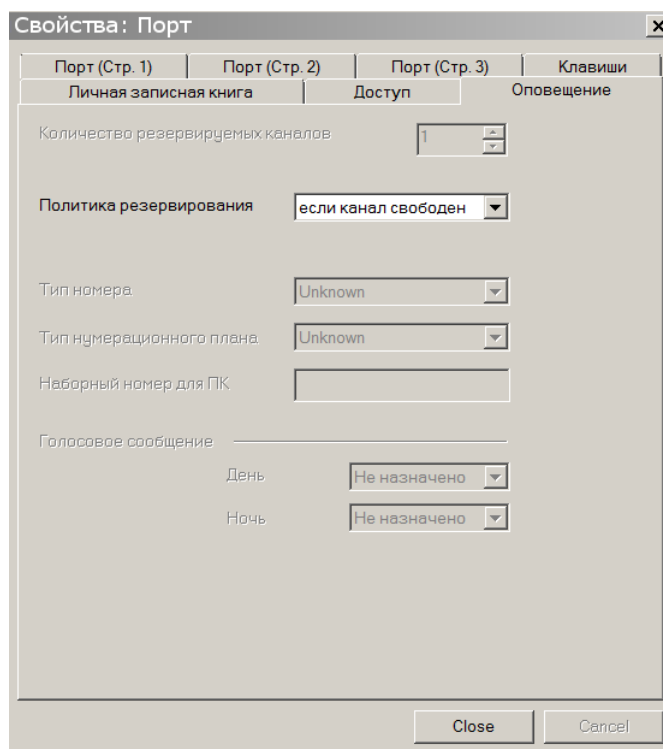 Свойства: Порт
Порт (Стр. 1) Порт (Стр. 2) Порт (Стр. 3) Клавиши
Личная записная книга Доступ Оповещение
Количество резервируемых каналов 1
Политика резервирования если канал свободен
Тип номера Unknown
Тип нумерационного плана Unknown
Наборный номер для ПК
Голосовое сообщение
День Не назначено
Ночь Не назначено
Close Cancel